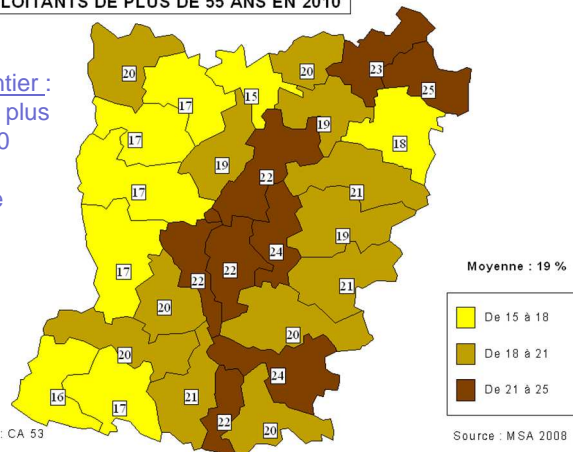 LOITANTS DE PLUS DE 55 ANS EN 2010
ntier :
plus
0
e
20
20
23
25
17
15
19
18
17
19
22
21
17
19
24
17
22
22
21
20
20
20
24
16
17
21
22
20
Moyenne : 19 %
De 15 à 18
De 18 à 21
De 21 à 25
: CA 53
Source : MSA 2008